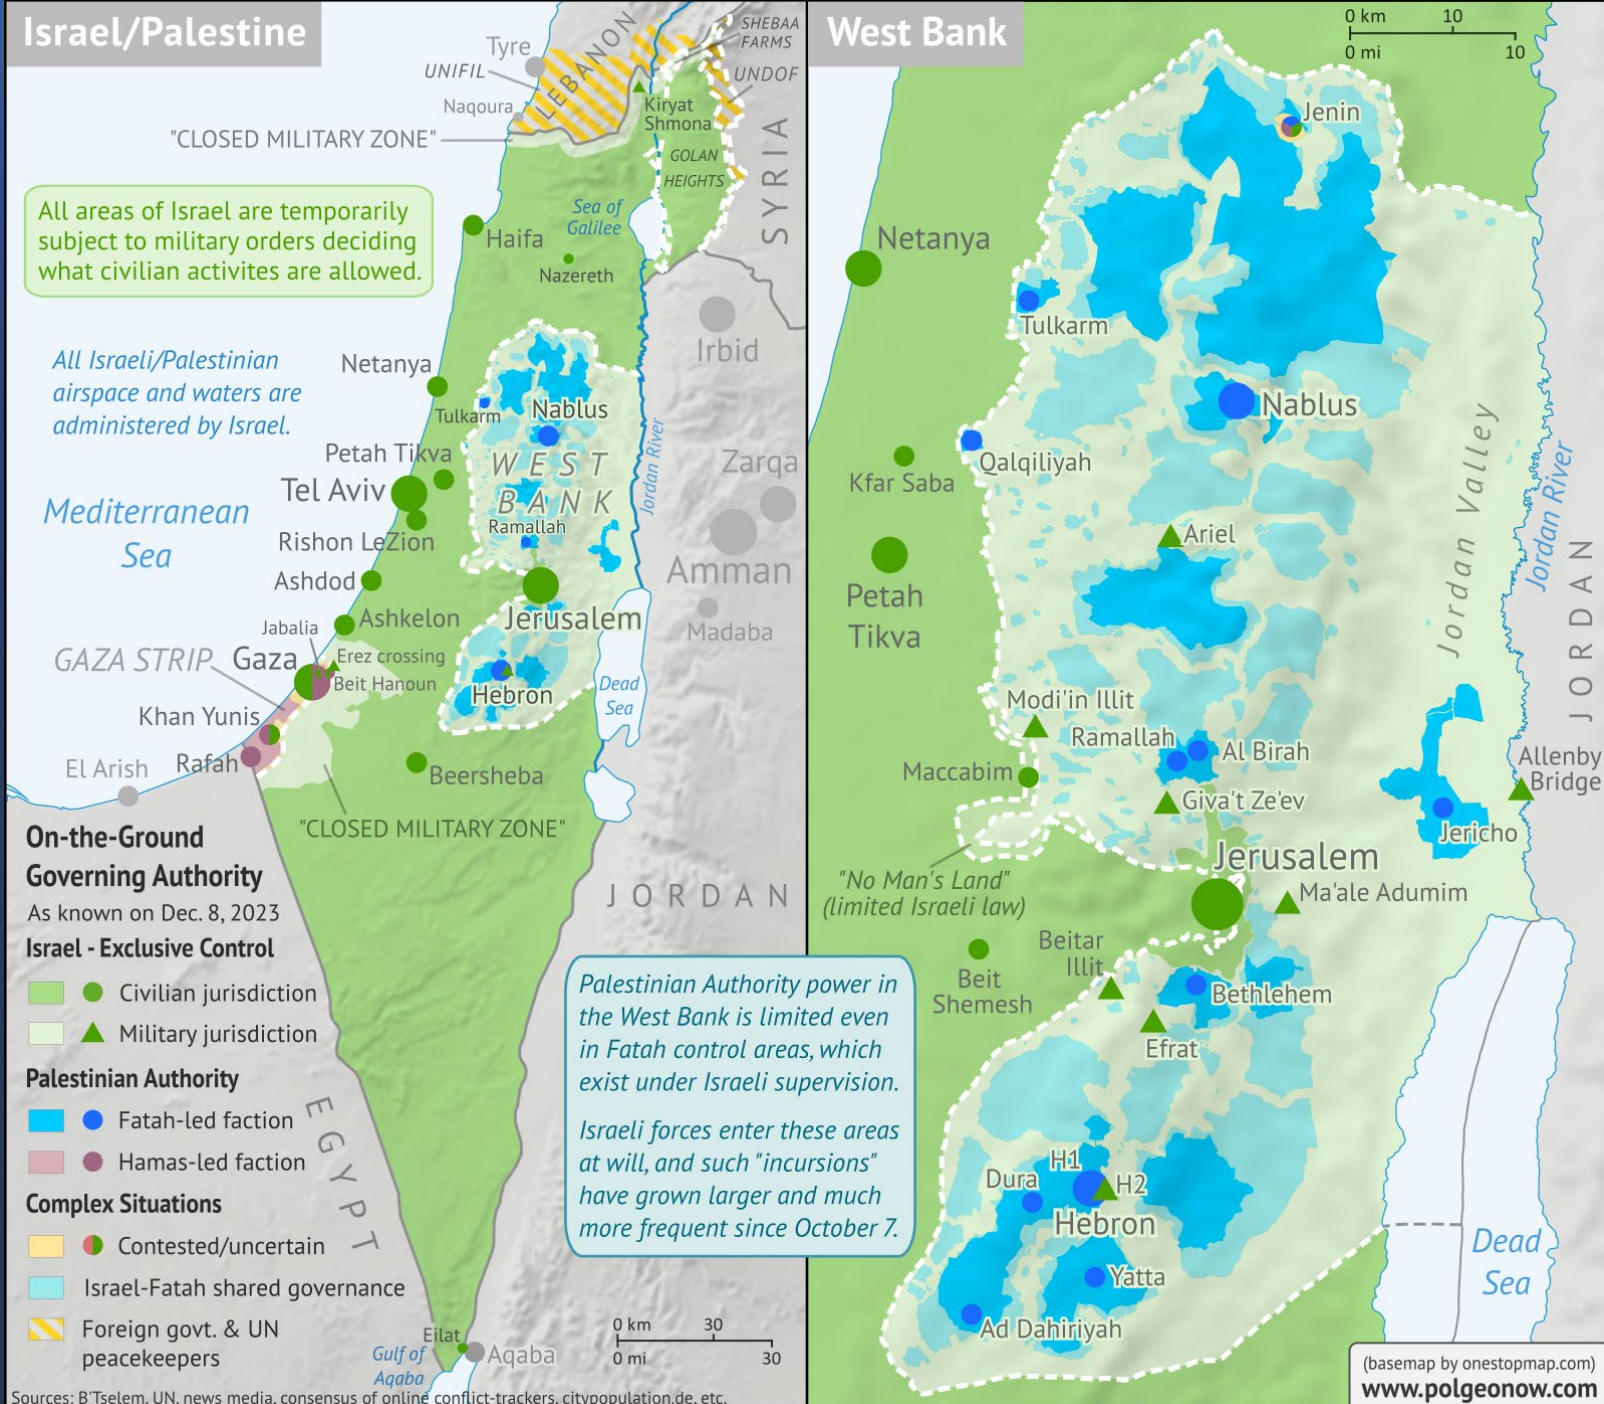 Israel/Palestine
LEBANON
SHEBAA
FARMS
Tyre
UNIFIL
UNDOF
Naqoura
Kiryat
Shmona
"CLOSED MILITARY ZONE"
GOLAN
HEIGHTS
SYRIA
All areas of Israel are temporarily
subject to military orders deciding
what civilian activites are allowed.
Sea of
Galilee
Haifa
Nazereth
Irbid
All Israeli/Palestinian
airspace and waters are
administered by Israel.
Netanya
Tulkarm
Nablus
Petah Tikva
WEST
BANK
Jordan River
Zarqa
Tel Aviv
Mediterranean
Sea
Ramallah
Rishon LeZion
Amman
Ashdod
Ashkelon
Jerusalem
Madaba
Jabalia
GAZA STRIP
Gaza
Erez crossing
Beit Hanoun
Dead
Sea
Hebron
Khan Yunis
Rafah
El Arish
Beersheba
"CLOSED MILITARY ZONE"
JORDAN
EGYPT
On-the-Ground
Governing Authority
As known on Dec. 8, 2023
Israel - Exclusive Control
Civilian jurisdiction
Military jurisdiction
Palestinian Authority
Fatah-led faction
Hamas-led faction
Complex Situations
Contested/uncertain
Israel-Fatah shared governance
Foreign govt. & UN
peacekeepers
Eilat
Gulf of
Aqaba
Aqaba
0 km 30
0 mi 30
Sources: B'Tselem, UN, news media, consensus of online conflict-trackers, citypopulation.de, etc.
Palestinian Authority power in
the West Bank is limited even
in Fatah control areas, which
exist under Israeli supervision.
Israeli forces enter these areas
at will, and such "incursions"
have grown larger and much
more frequent since October 7.
West Bank
0 km 10
0 mi 10
Jenin
Netanya
Tulkarm
Nablus
Qalqiliyah
Kfar Saba
Jordan Valley
Jordan River
JORDAN
Ariel
Petah
Tikva
Modi'in Illit
Ramallah
Al Birah
Maccabim
Giva't Ze'ev
Allenby
Bridge
Jericho
Jerusalem
"No Man's Land"
(limited Israeli law)
Ma'ale Adumim
Beitar
Illit
Beit
Shemesh
Bethlehem
Efrat
H1
Dura
H2
Hebron
Yatta
Ad Dahiriyah
Dead
Sea
(basemap by onestopmap.com)
www.polgeonow.com